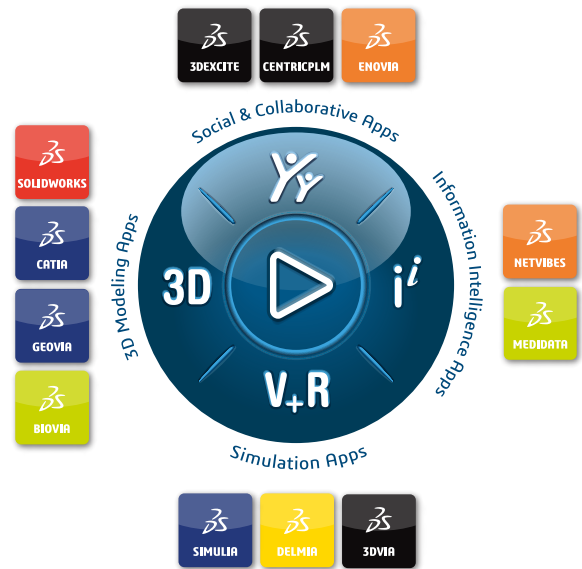 3DEXCITE
CENTRICPLM
ENOVIA
Social & Collaborative Apps
SOLIDWORKS
CATIA
GEOVIA
BIOVIA
3D Modeling Apps
3D
V+R
Information Intelligence Apps
NETVIBES
MEDIDATA
Simulation Apps
SIMULIA
DELMIA
3DVIA